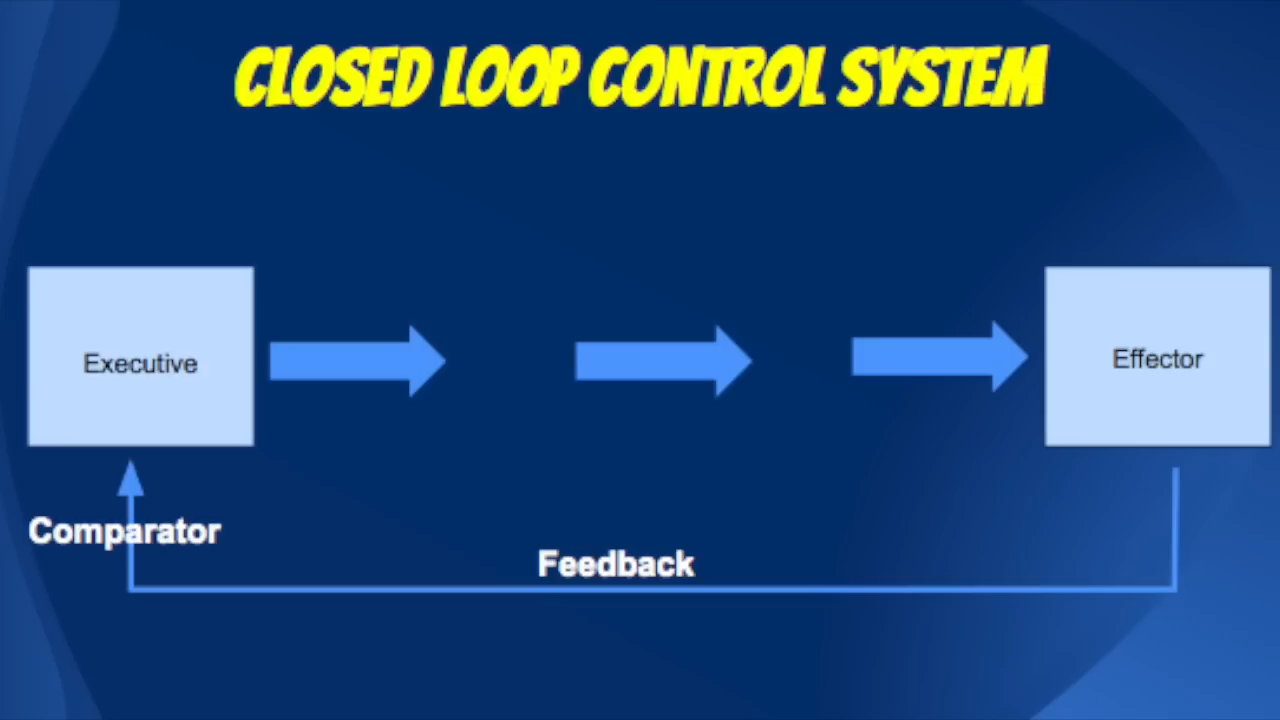 CLOSED LOOP CONTROL SYSTEM
Executive
Effector
Comparator
Feedback